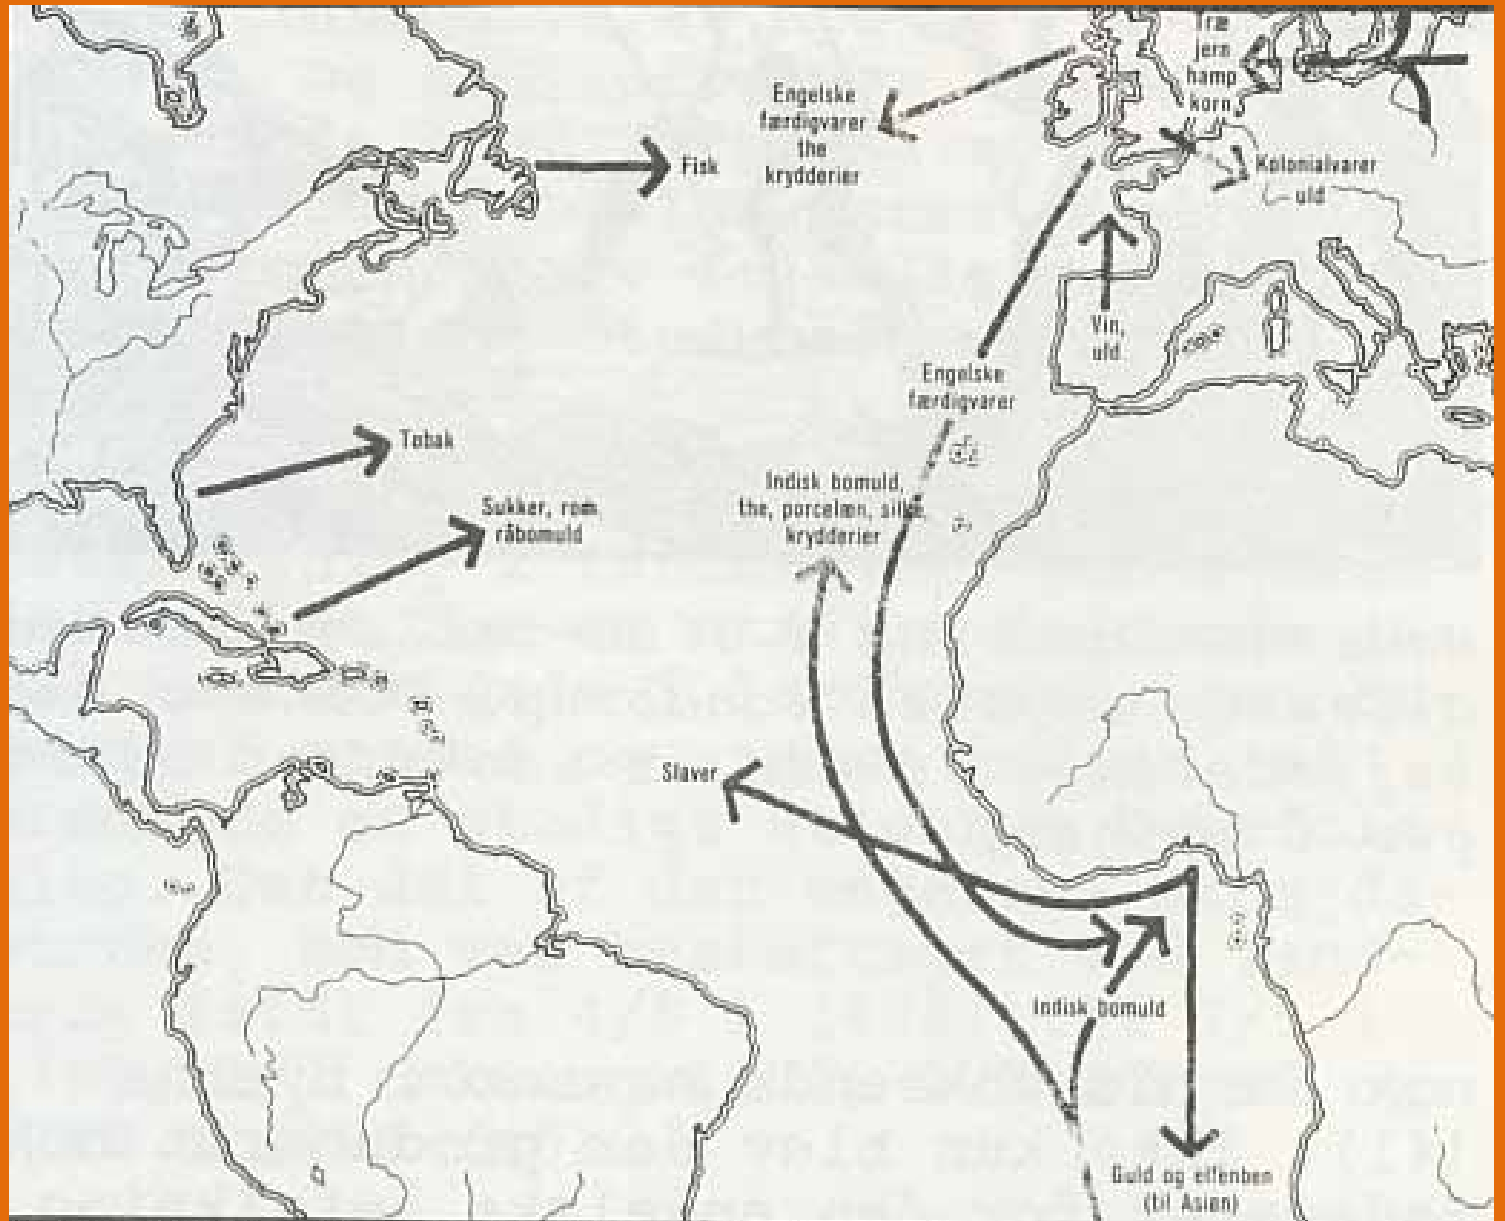 Træ
jern
hamp
korn
Engelske
færdigvarer
the
krydderier
Fisk
Kolonialvarer
uld
Vin,
uld
Engelske
færdigvarer
Tobak
Sukker, rom,
råbomuld
Indisk bomuld,
the, porcelæn, silke,
krydderier
Slaver
Indisk bomuld
Guld og elfenben
(til Asien)